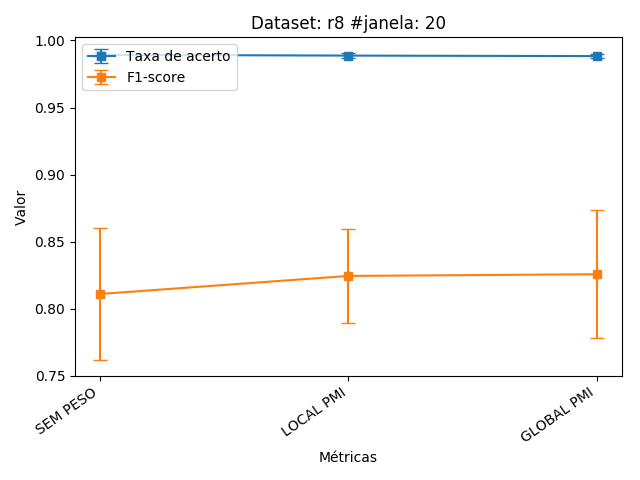 Dataset: r8 #janela: 20
1.00
0.95
0.90
0.85
0.80
0.75
Valor
Taxa de acerto
F1-score
SEM PESO
LOCAL PMI
GLOBAL PMI
Métricas